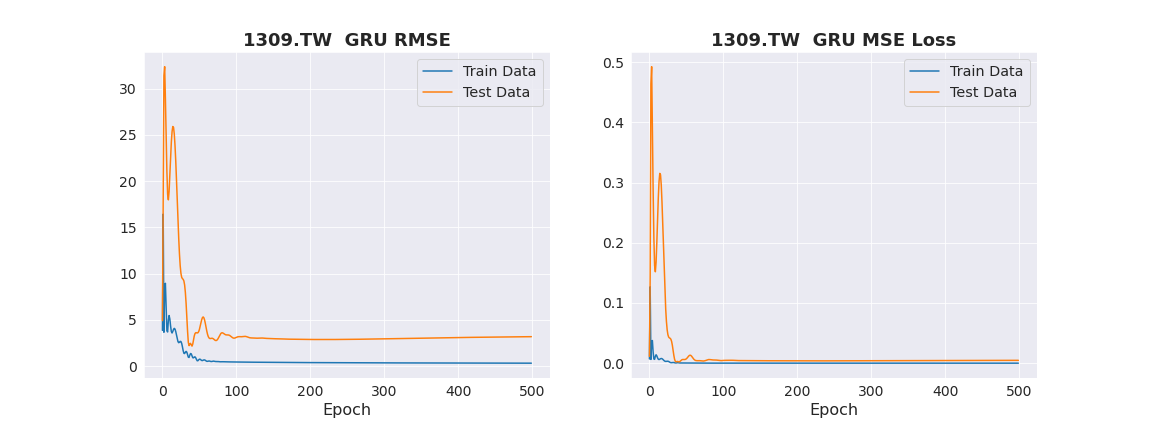 1309.TW  GRU RMSE
Train Data
Test Data
30
25
20
15
10
5
0
0 100 200 300 400 500
Epoch
1309.TW  GRU MSE Loss
Train Data
Test Data
0.5
0.4
0.3
0.2
0.1
0.0
0 100 200 300 400 500
Epoch